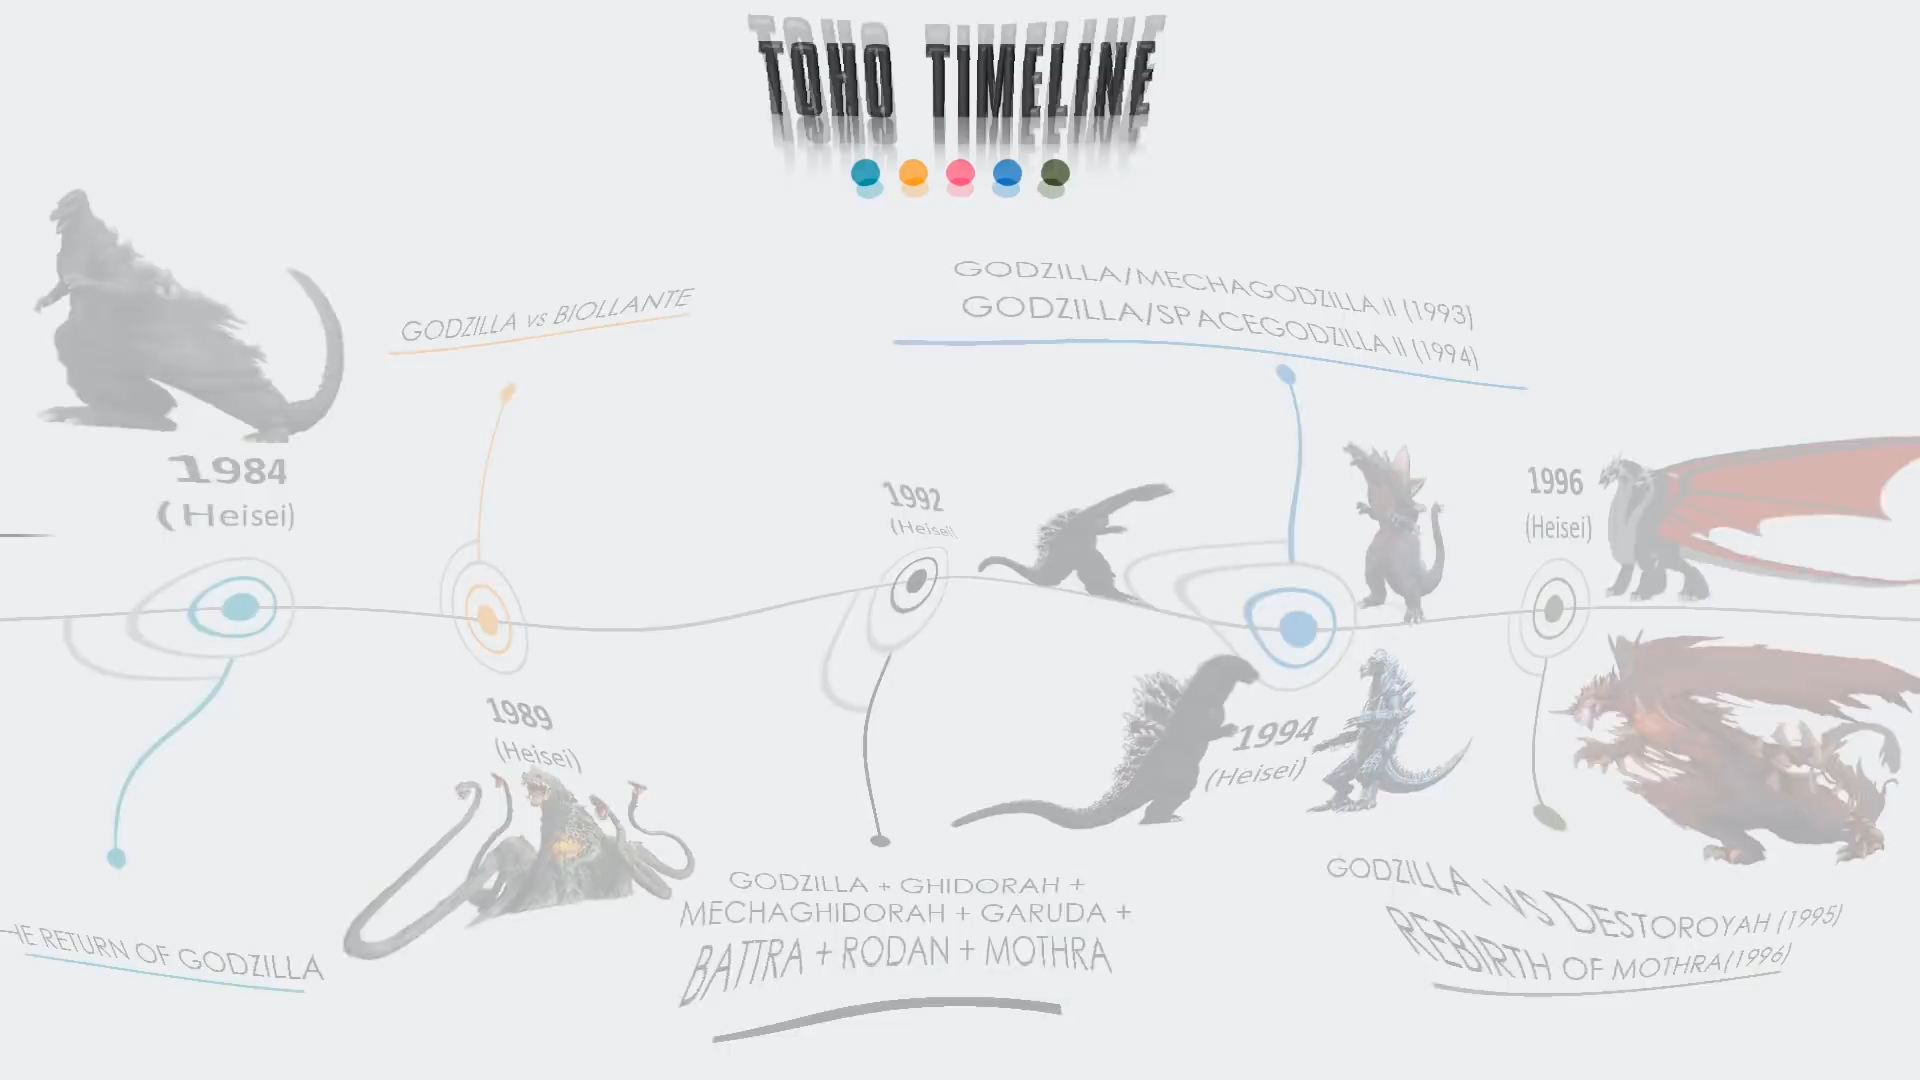 TOHO TIMELINE
1984
(Heisei)
HE RETURN OF GODZILLA
GODZILLA vs BIOLLANTE
1989
(Heisei)
1992
(Heisei)
GODZILLA + GHIDORAH +
MECHAGHIDORAH + GARUDA +
BATTRA + RODAN + MOTHRA
GODZILLA/MECHAGODZILLA II (1993)
GODZILLA/SPACEGODZILLA II (1994)
1994
(Heisei)
1996
(Heisei)
GODZILLA VS DESTOROYAH (1995)
REBIRTH OF MOTHRA(1996)